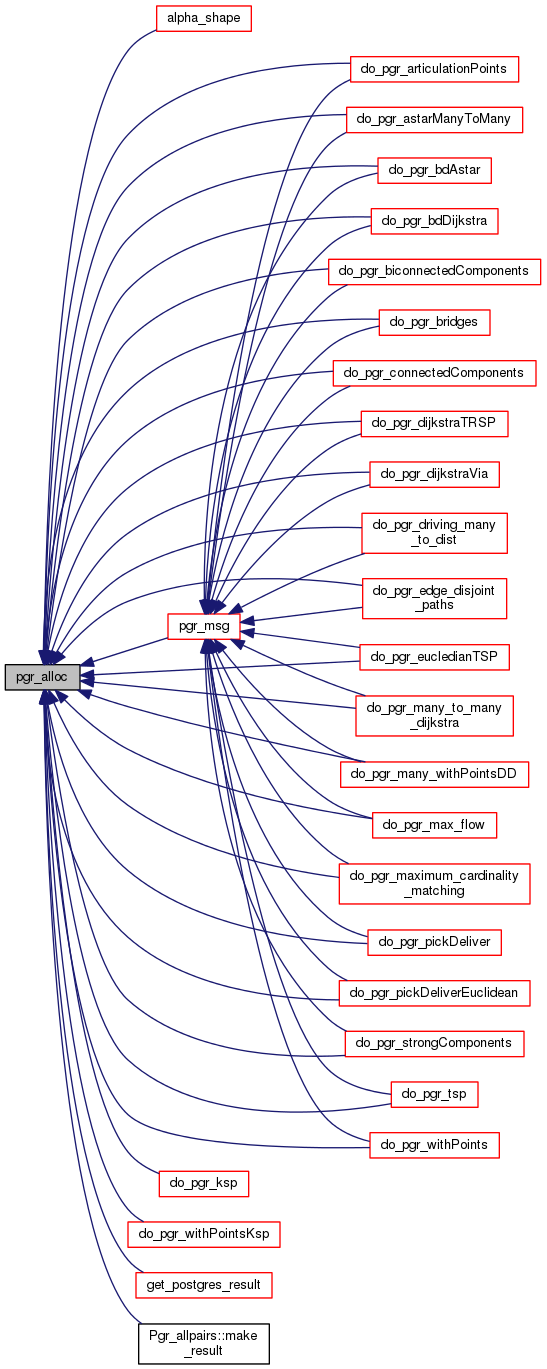 alpha_shape
do_pgr_articulationPoints
do_pgr_astarManyToMany
do_pgr_bdAstar
do_pgr_bdDijkstra
do_pgr_biconnectedComponents
do_pgr_bridges
do_pgr_connectedComponents
do_pgr_dijkstraTRSP
do_pgr_dijkstraVia
do_pgr_driving_many
_to_dist
do_pgr_edge_disjoint
_paths
pgr_msg
do_pgr_eucledianTSP
pgr_alloc
do_pgr_many_to_many
_dijkstra
do_pgr_many_withPointsDD
do_pgr_max_flow
do_pgr_maximum_cardinality
_matching
do_pgr_pickDeliver
do_pgr_pickDeliverEuclidean
do_pgr_strongComponents
do_pgr_tsp
do_pgr_withPoints
do_pgr_ksp
do_pgr_withPointsKsp
get_postgres_result
Pgr_allpairs::make
_result